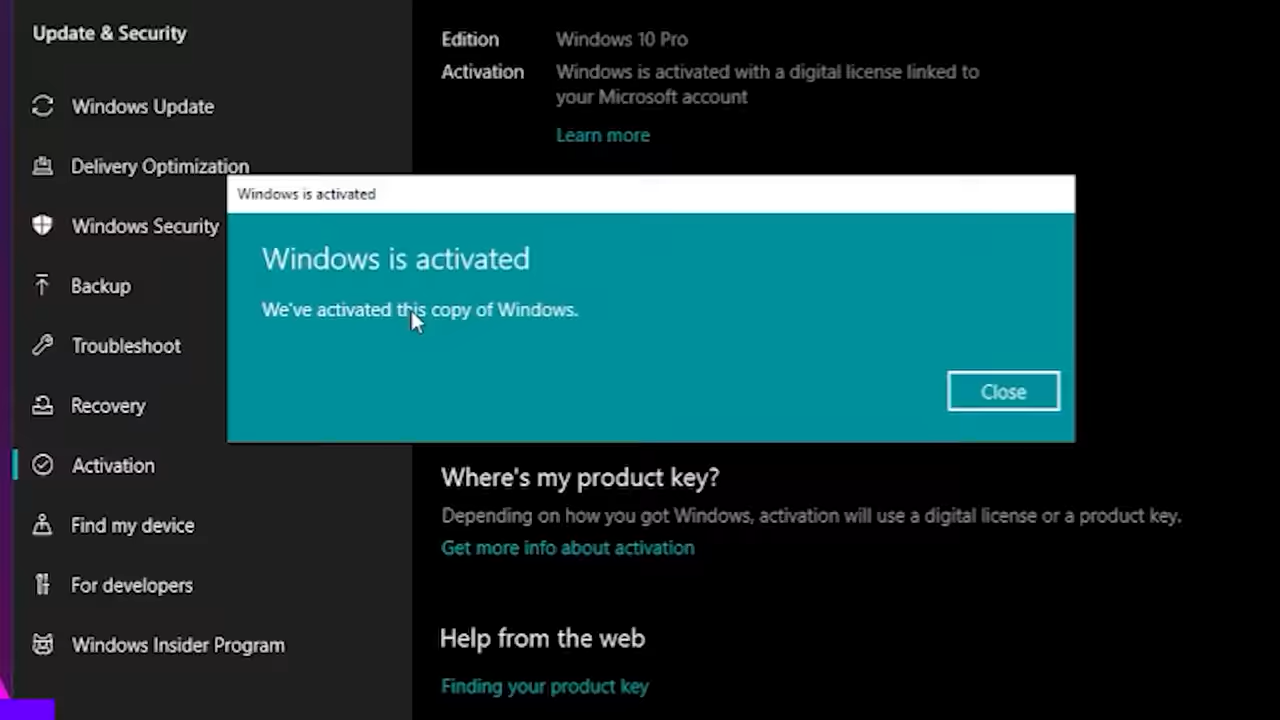 Update & Security
Windows Update
Delivery Optimization
Windows Security
Backup
Troubleshoot
Recovery
Activation
Find my device
For developers
Windows Insider Program
Edition Windows 10 Pro
Activation Windows is activated with a digital license linked to
your Microsoft account
Learn more
Windows is activated
Windows is activated
We've activated this copy of Windows.
Close
Where's my product key?
Depending on how you got Windows, activation will use a digital license or a product key.
Get more info about activation
Help from the web
Finding your product key